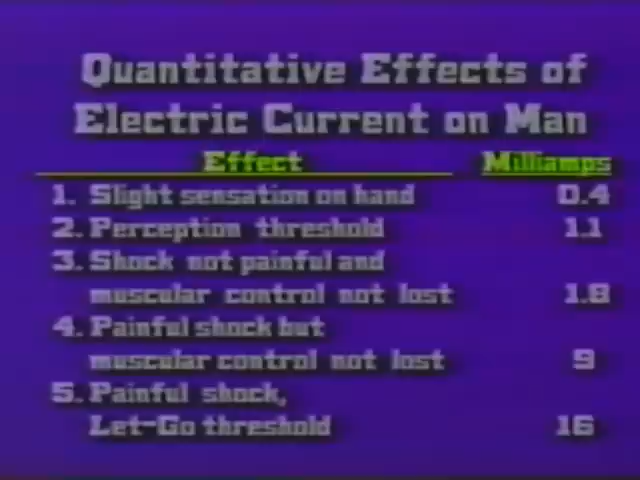 Quantitative Effects of
Electric Current on Man
Effect Milliamps
1. Slight sensation on hand 0.4
2. Perception threshold 1.1
3. Shock not painful and
muscular control not lost 1.8
4. Painful shock but
muscular control not lost 9
5. Painful shock,
Let-Go threshold 16